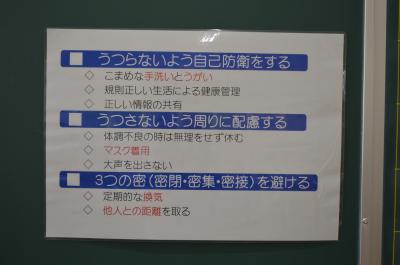 ■ うつらないよう自己防衛をする
◇ こまめな手洗いとうがい
◇ 規則正しい生活による健康管理
◇ 正しい情報の共有
■ うつさないよう周りに配慮する
◇ 体調不良の時は無理をせず休む
◇ マスク着用
◇ 大声を出さない
■ 3つの密(密閉・密集・密接)を避ける
◇ 定期的な換気
◇ 他人との距離を取る